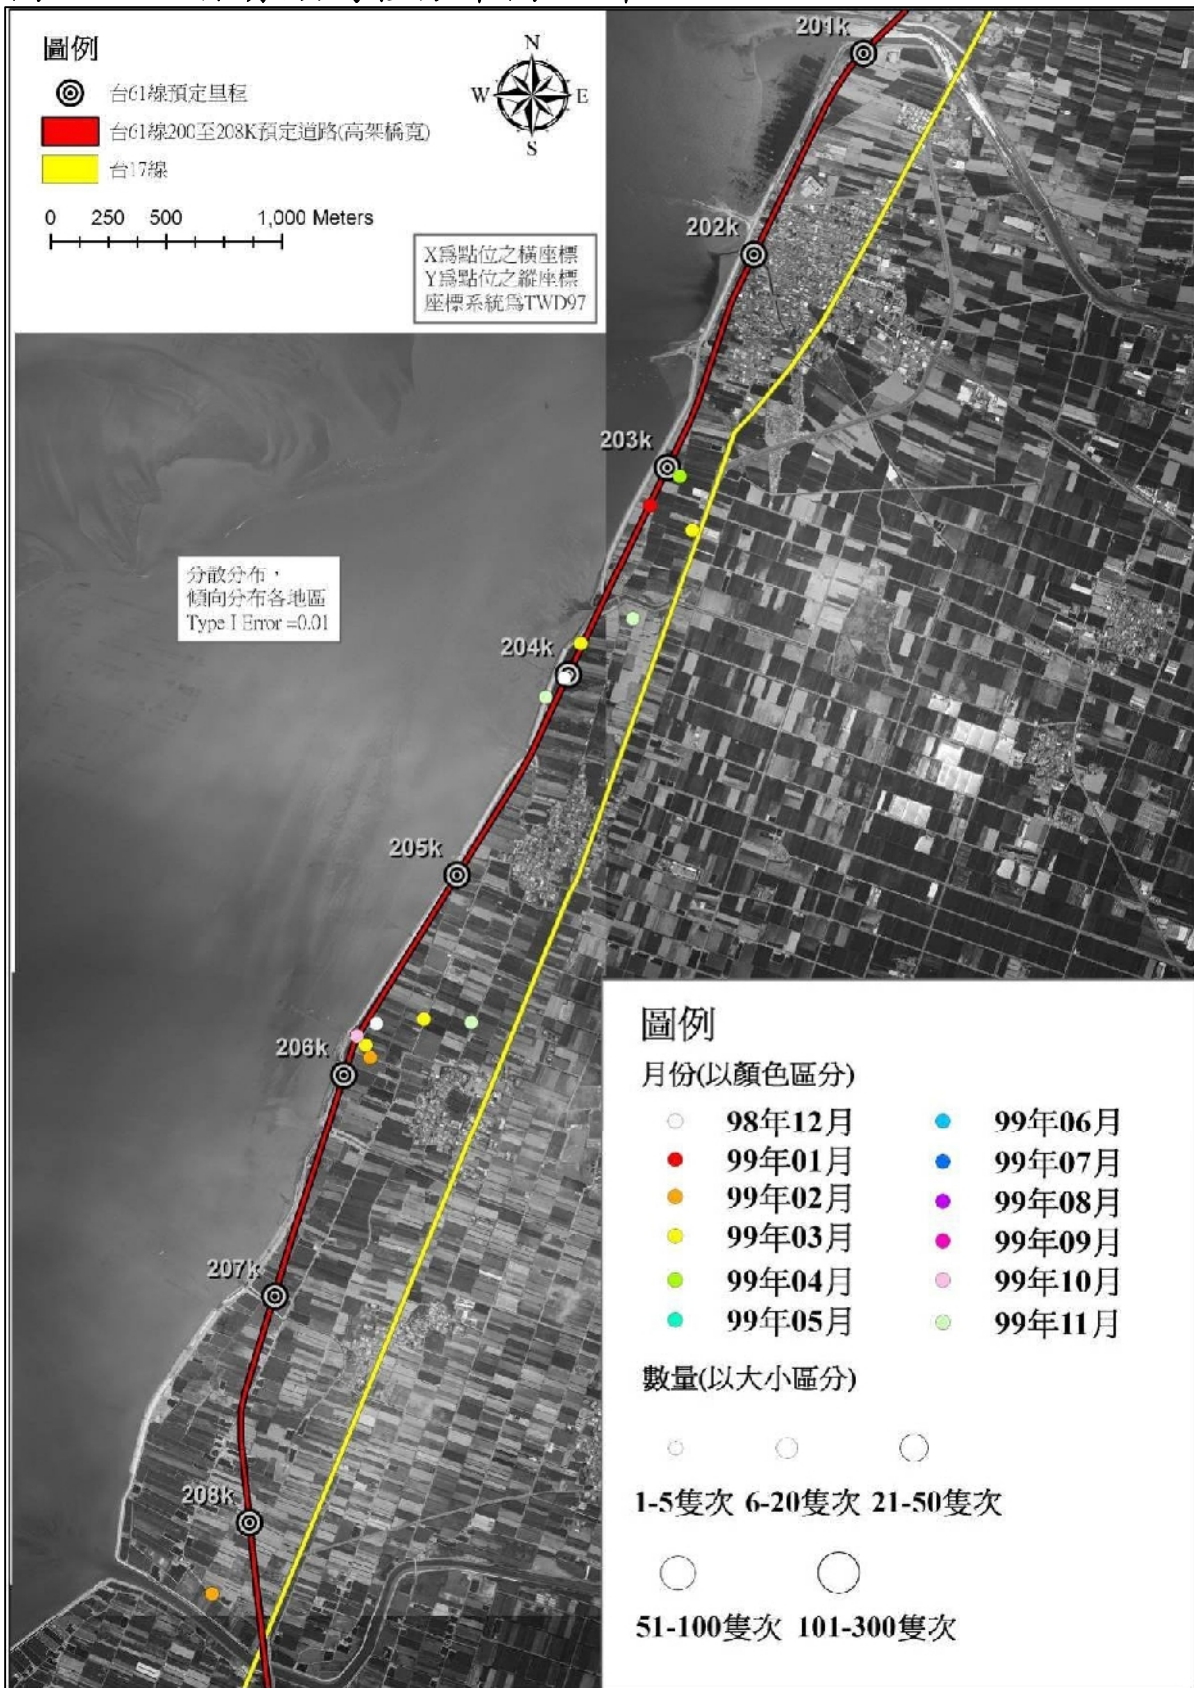 圖例
台61線預定里程
台61線200至208K預定道路(高架橋寬)
台17線
0 250 500 1,000 Meters
N
W E
S
X為點位之橫座標
Y為點位之縱座標
座標系統為TWD97
201k
202k
203k
204k
205k
206k
207k
208k
分散分布，
傾向分布各地區
Type I Error =0.01
圖例
月份(以顏色區分)
98年12月 99年06月
99年01月 99年07月
99年02月 99年08月
99年03月 99年09月
99年04月 99年10月
99年05月 99年11月
數量(以大小區分)
1-5隻次 6-20隻次 21-50隻次
51-100隻次 101-300隻次